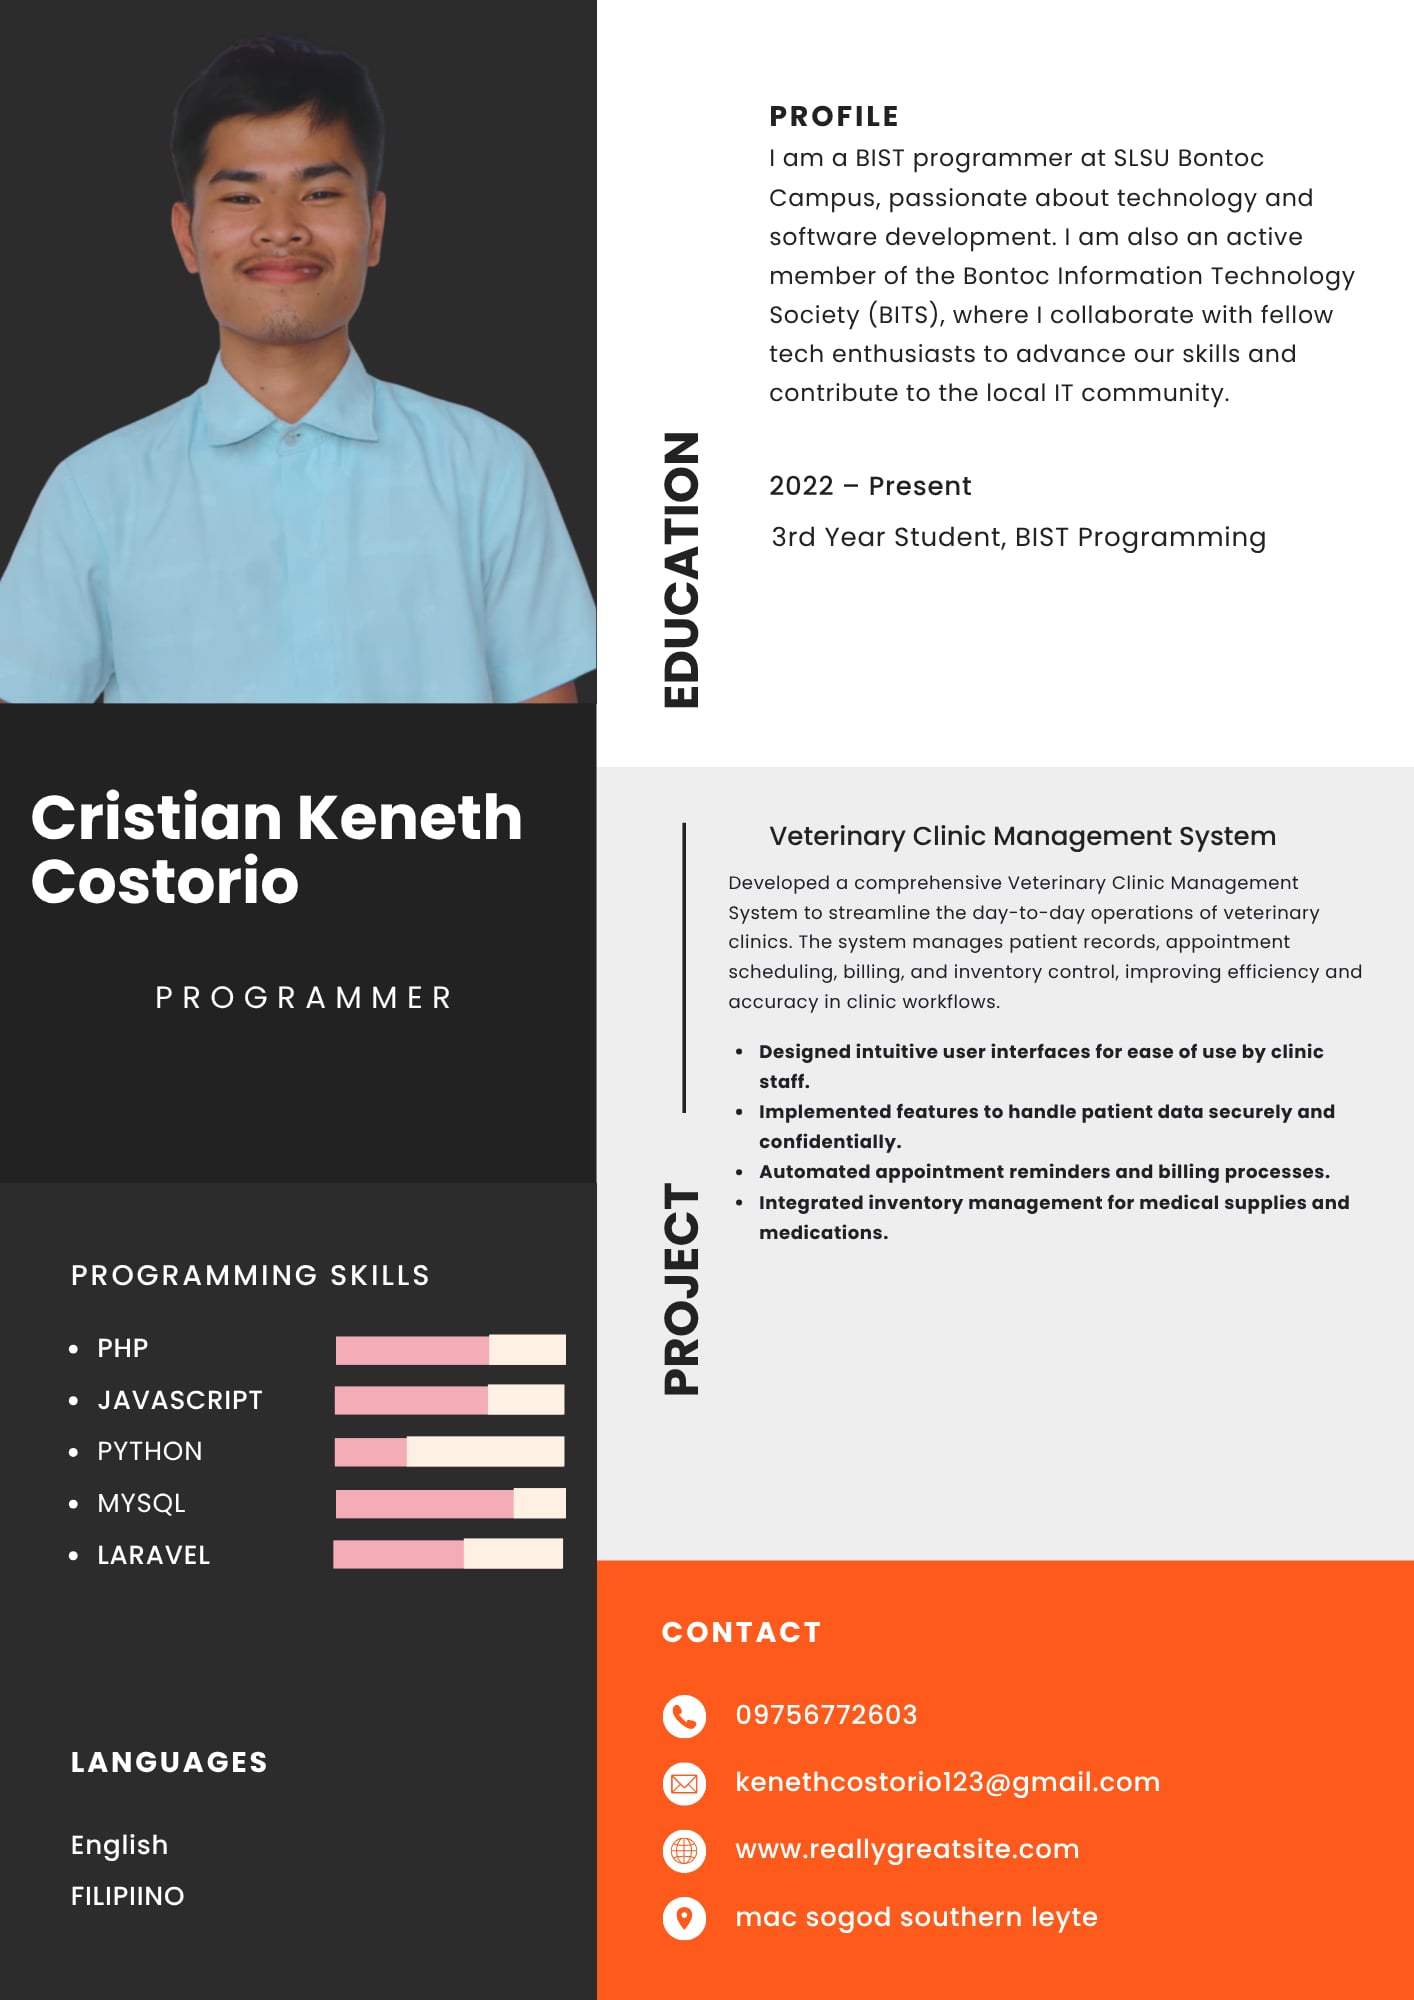 PROFILE
I am a BIST programmer at SLSU Bontoc
Campus, passionate about technology and
software development. I am also an active
member of the Bontoc Information Technology
Society (BITS), where I collaborate with fellow
tech enthusiasts to advance our skills and
contribute to the local IT community.
EDUCATION
2022 – Present
3rd Year Student, BIST Programming
Cristian Keneth
Costorio
PROGRAMMER
Veterinary Clinic Management System
Developed a comprehensive Veterinary Clinic Management
System to streamline the day-to-day operations of veterinary
clinics. The system manages patient records, appointment
scheduling, billing, and inventory control, improving efficiency and
accuracy in clinic workflows.
• Designed intuitive user interfaces for ease of use by clinic
staff.
• Implemented features to handle patient data securely and
confidentially.
• Automated appointment reminders and billing processes.
• Integrated inventory management for medical supplies and
medications.
PROJECT
PROGRAMMING SKILLS
• PHP
• JAVASCRIPT
• PYTHON
• MYSQL
• LARAVEL
LANGUAGES
English
FILIPIINO
CONTACT
09756772603
kenethcostorio123@gmail.com
www.reallygreatsite.com
mac sogod southern leyte